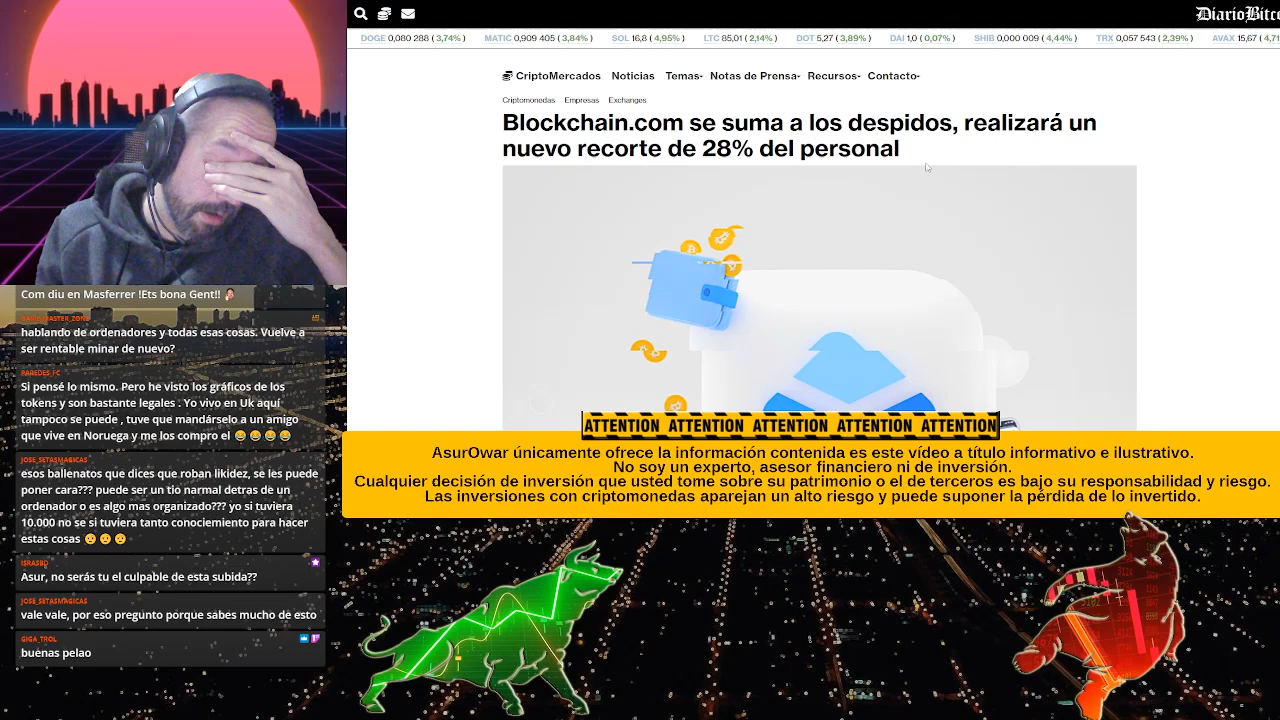 DiarioBitco
DOGE 0,080 288 ( 3,74% ) MATIC 0,909 405 ( 3,84% ) SOL 16,8 ( 4,95% ) LTC 85,01 ( 2,14% ) DOT 5,27 ( 3,89% ) DAI 1,0 ( 0,07% ) SHIB 0,000 009 ( 4,44% ) TRX 0,057 543 ( 2,39% ) AVAX 15,67 ( 4,71
CriptoMercados Noticias Temas Notas de Prensa Recursos Contacto
Criptomonedas Empresas Exchanges
Blockchain.com se suma a los despidos, realizará un
nuevo recorte de 28% del personal
Com diu en Masferrer !Ets bona Gent!!
hablando de ordenadores y todas esas cosas. Vuelve a
ser rentable minar de nuevo?
PAREDES_FC
Si pensé lo mismo. Pero he visto los gráficos de los
tokens y son bastante legales . Yo vivo en Uk aquí
tampoco se puede , tuve que mandárselo a un amigo
que vive en Noruega y me los compro el 😂 😂 😂 😂
JOSE_SETASMAGICAS
esos ballenatos que dices que roban likidez, se les puede
poner cara??? puede ser un tio narmal detras de un
ordenador o es algo mas organizado??? yo si tuviera
10.000 no se si tuviera tanto conociemiento para hacer
estas cosas
ISRASBD
Asur, no serás tu el culpable de esta subida??
JOSE_SETASMAGICAS
vale vale, por eso pregunto porque sabes mucho de esto
GIGA_TROL
buenas pelao
ATTENTION ATTENTION ATTENTION ATTENTION ATTENTION
AsurOwar únicamente ofrece la información contenida es este vídeo a título informativo e ilustrativo.
No soy un experto, asesor financiero ni de inversión.
Cualquier decisión de inversión que usted tome sobre su patrimonio o el de terceros es bajo su responsabilidad y riesgo.
Las inversiones con criptomonedas aparejan un alto riesgo y puede suponer la pérdida de lo invertido.